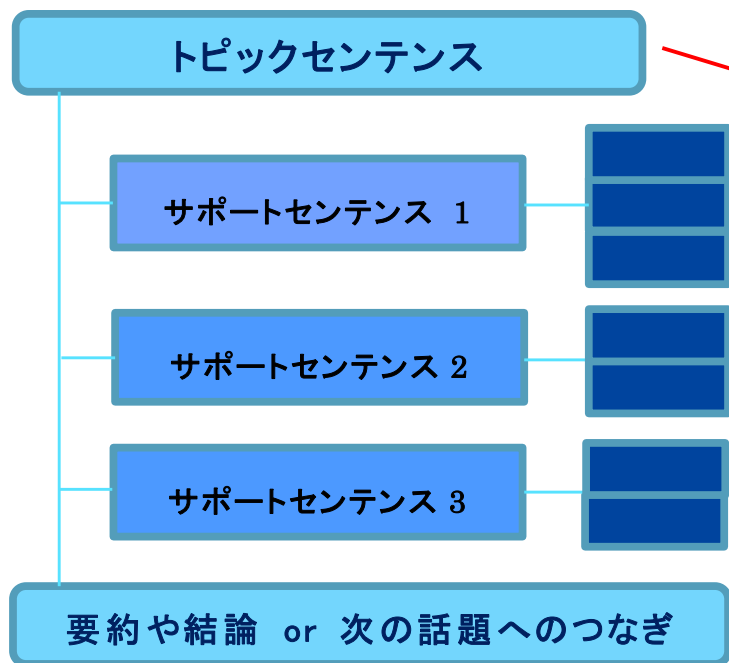 トピックセンテンス
サポートセンテンス 1
サポートセンテンス 2
サポートセンテンス 3
要約や結論 or 次の話題へのつなぎ